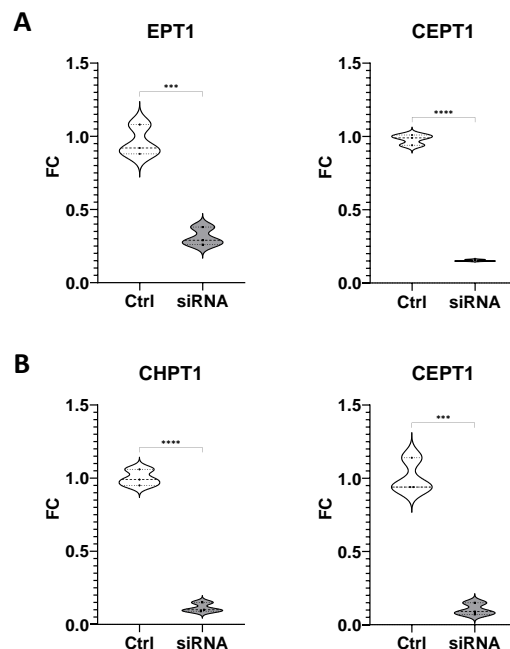 A
EPT1
CEPT1
1.5
1.0
0.5
0.0
FC
***
Ctrl
siRNA
1.5
1.0
0.5
0.0
FC
****
Ctrl
siRNA
B
CHPT1
CEPT1
1.5
1.0
0.5
0.0
FC
****
Ctrl
siRNA
1.5
1.0
0.5
0.0
FC
***
Ctrl
siRNA